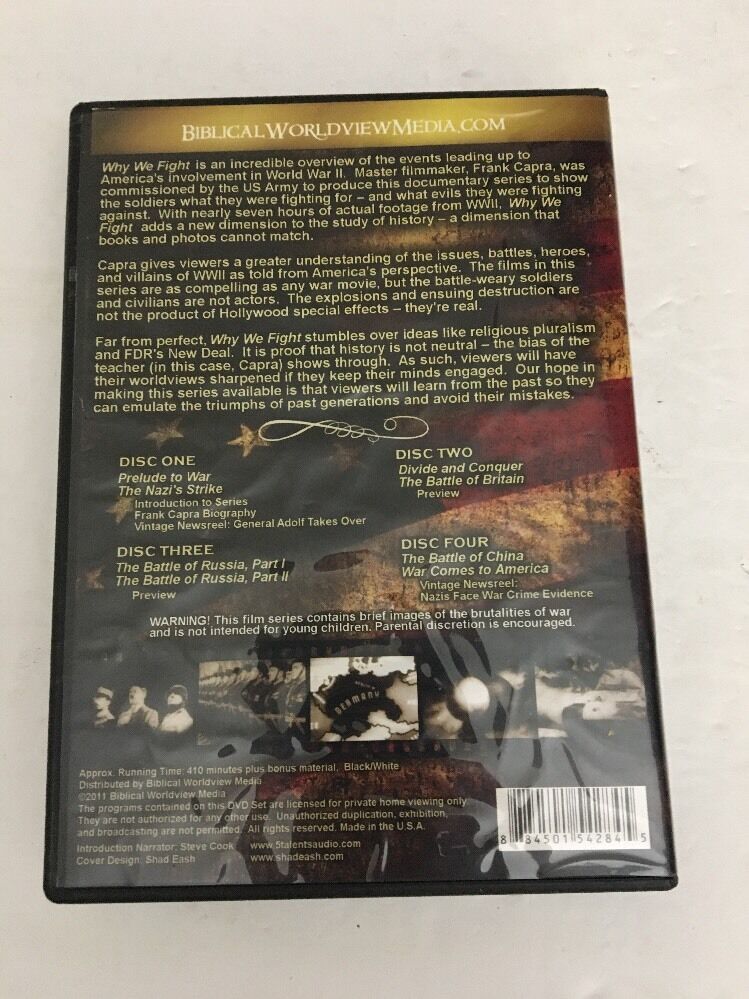 BIBLICALWORLDVIEWMEDIA.COM
Why We Fight is an incredible overview of the events leading up to
America's involvement in World War II. Master filmmaker, Frank Capra, was
commissioned by the US Army to produce this documentary series to show
the soldiers what they were fighting for – and what evils they were fighting
against. With nearly seven hours of actual footage from WWII, Why We
Fight adds a new dimension to the study of history – a dimension that
books and photos cannot match.
Capra gives viewers a greater understanding of the issues, battles, heroes,
and villains of WWII as told from America's perspective. The films in this
series are as compelling as any war movie, but the battle-weary soldiers
and civilians are not actors. The explosions and ensuing destruction are
not the product of Hollywood special effects – they're real.
Far from perfect, Why We Fight stumbles over ideas like religious pluralism
and FDR's New Deal. It is proof that history is not neutral – the bias of the
teacher (in this case, Capra) shows through. As such, viewers will have
their worldviews sharpened if they keep their minds engaged. Our hope in
making this series available is that viewers will learn from the past so they
can emulate the triumphs of past generations and avoid their mistakes.
DISC ONE
Prelude to War
The Nazi's Strike
Introduction to Series
Frank Capra Biography
Vintage Newsreel: General Adolf Takes Over
DISC TWO
Divide and Conquer
The Battle of Britain
Preview
DISC THREE
The Battle of Russia, Part I
The Battle of Russia, Part II
Preview
DISC FOUR
The Battle of China
War Comes to America
Vintage Newsreel:
Nazis Face War Crime Evidence
WARNING! This film series contains brief images of the brutalities of war
and is not intended for young children. Parental discretion is encouraged.
GERMANY
Approx. Running Time: 410 minutes plus bonus material, Black/White
Distributed by Biblical Worldview Media
©2011 Biblical Worldview Media
The programs contained on this DVD Set are licensed for private home viewing only.
They are not authorized for any other use. Unauthorized duplication, exhibition,
and broadcasting are not permitted. All rights reserved. Made in the U.S.A.
Introduction Narrator: Steve Cook www.5talentsaudio.com
Cover Design: Shad Eash www.shadeash.com
8 84501 54284 5